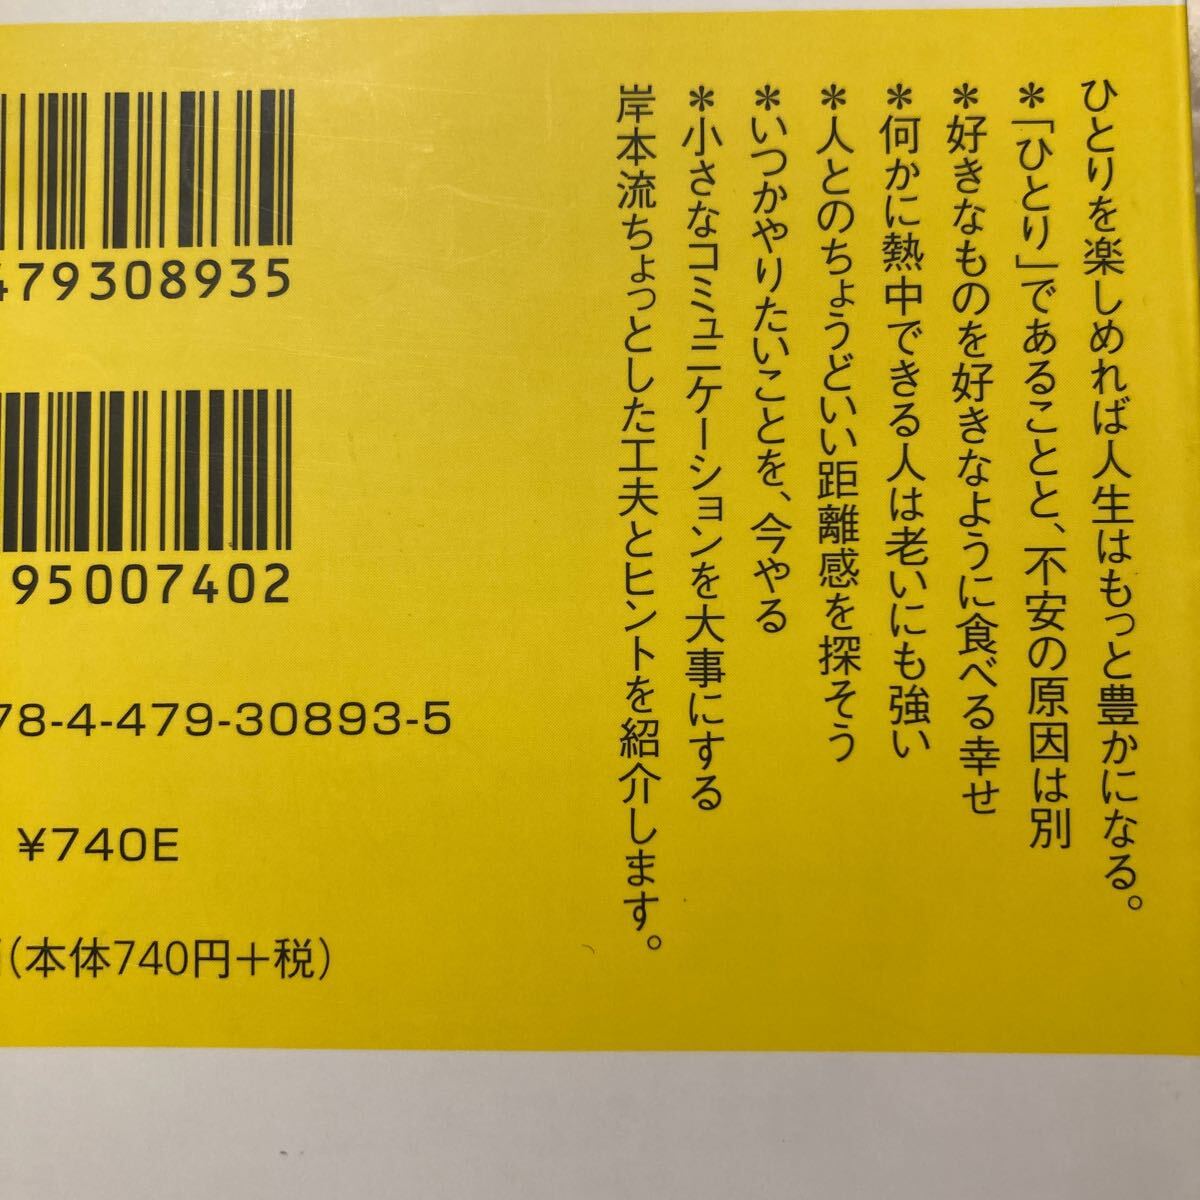 ひとりを楽しめれば人生はもっと豊かになる。
＊「ひとり」であることと、不安の原因は別
＊好きなものを好きなように食べる幸せ
＊何かに熱中できる人は老いにも強い
＊人とのちょうどいい距離感を探そう
＊いつかやりたいことを、今やる
＊小さなコミュニケーションを大事にする
岸本流ちょっとした工夫とヒントを紹介します。
479308935
95007402
78-4-479-30893-5
¥740E
(本体740円+税)